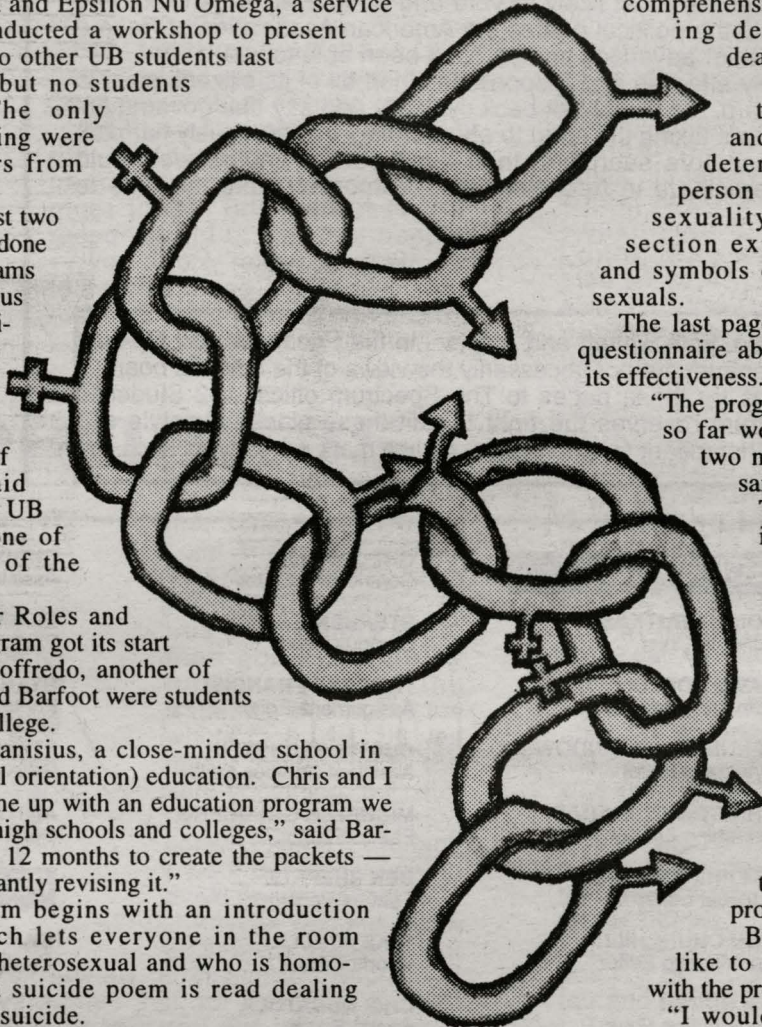 and Epsilon Nu Omega, a service
nducted a workshop to present
o other UB students last
but no students
he only
ing were
rs from
st two
done
ams
us
i-
f
id
UB
ne of
of the
r Roles and
ram got its start
offredo, another of
d Barfoot were students
llege.
anisius, a close-minded school in
l orientation) education. Chris and I
ne up with an education program we
high schools and colleges,” said Bar-
12 months to create the packets —
antly revising it.”
m begins with an introduction
ch lets everyone in the room
heterosexual and who is homo-
suicide poem is read dealing
suicide.
comprehens
ing de
dea
t
and
deter
person
sexuality
section ex
and symbols
sexuals.
The last pag
questionnaire ab
its effectiveness.
“The prog
so far we
two n
sa
T
i
t
pro
B
like to
with the pr
“I woul